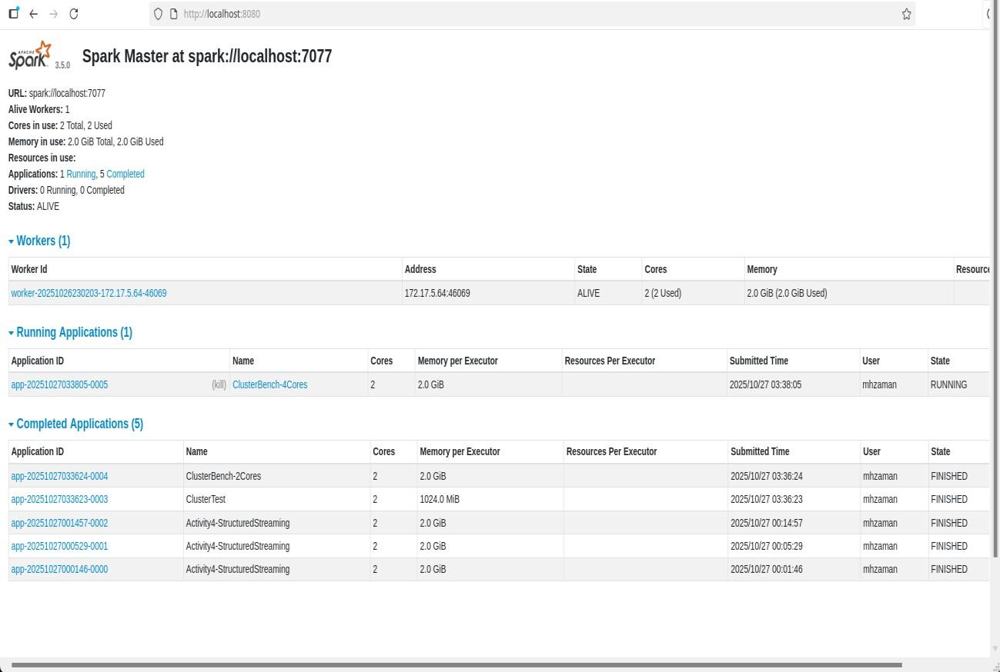 http://localhost:8080
APACHE Spark 3.5.0 Spark Master at spark://localhost:7077
URL: spark://localhost:7077
Alive Workers: 1
Cores in use: 2 Total, 2 Used
Memory in use: 2.0 GiB Total, 2.0 GiB Used
Resources in use:
Applications: 1 Running, 5 Completed
Drivers: 0 Running, 0 Completed
Status: ALIVE
Workers (1)
Worker Id Address State Cores Memory Resource
worker-20251026230203-172.17.5.64-46069 172.17.5.64:46069 ALIVE 2 (2 Used) 2.0 GiB (2.0 GiB Used)
Running Applications (1)
Application ID Name Cores Memory per Executor Resources Per Executor Submitted Time User State
app-20251027033805-0005 (kill) ClusterBench-4Cores 2 2.0 GiB 2025/10/27 03:38:05 mhzaman RUNNING
Completed Applications (5)
Application ID Name Cores Memory per Executor Resources Per Executor Submitted Time User State
app-20251027033624-0004 ClusterBench-2Cores 2 2.0 GiB 2025/10/27 03:36:24 mhzaman FINISHED
app-20251027033623-0003 ClusterTest 2 1024.0 MiB 2025/10/27 03:36:23 mhzaman FINISHED
app-20251027001457-0002 Activity4-StructuredStreaming 2 2.0 GiB 2025/10/27 00:14:57 mhzaman FINISHED
app-20251027000529-0001 Activity4-StructuredStreaming 2 2.0 GiB 2025/10/27 00:05:29 mhzaman FINISHED
app-20251027000146-0000 Activity4-StructuredStreaming 2 2.0 GiB 2025/10/27 00:01:46 mhzaman FINISHED